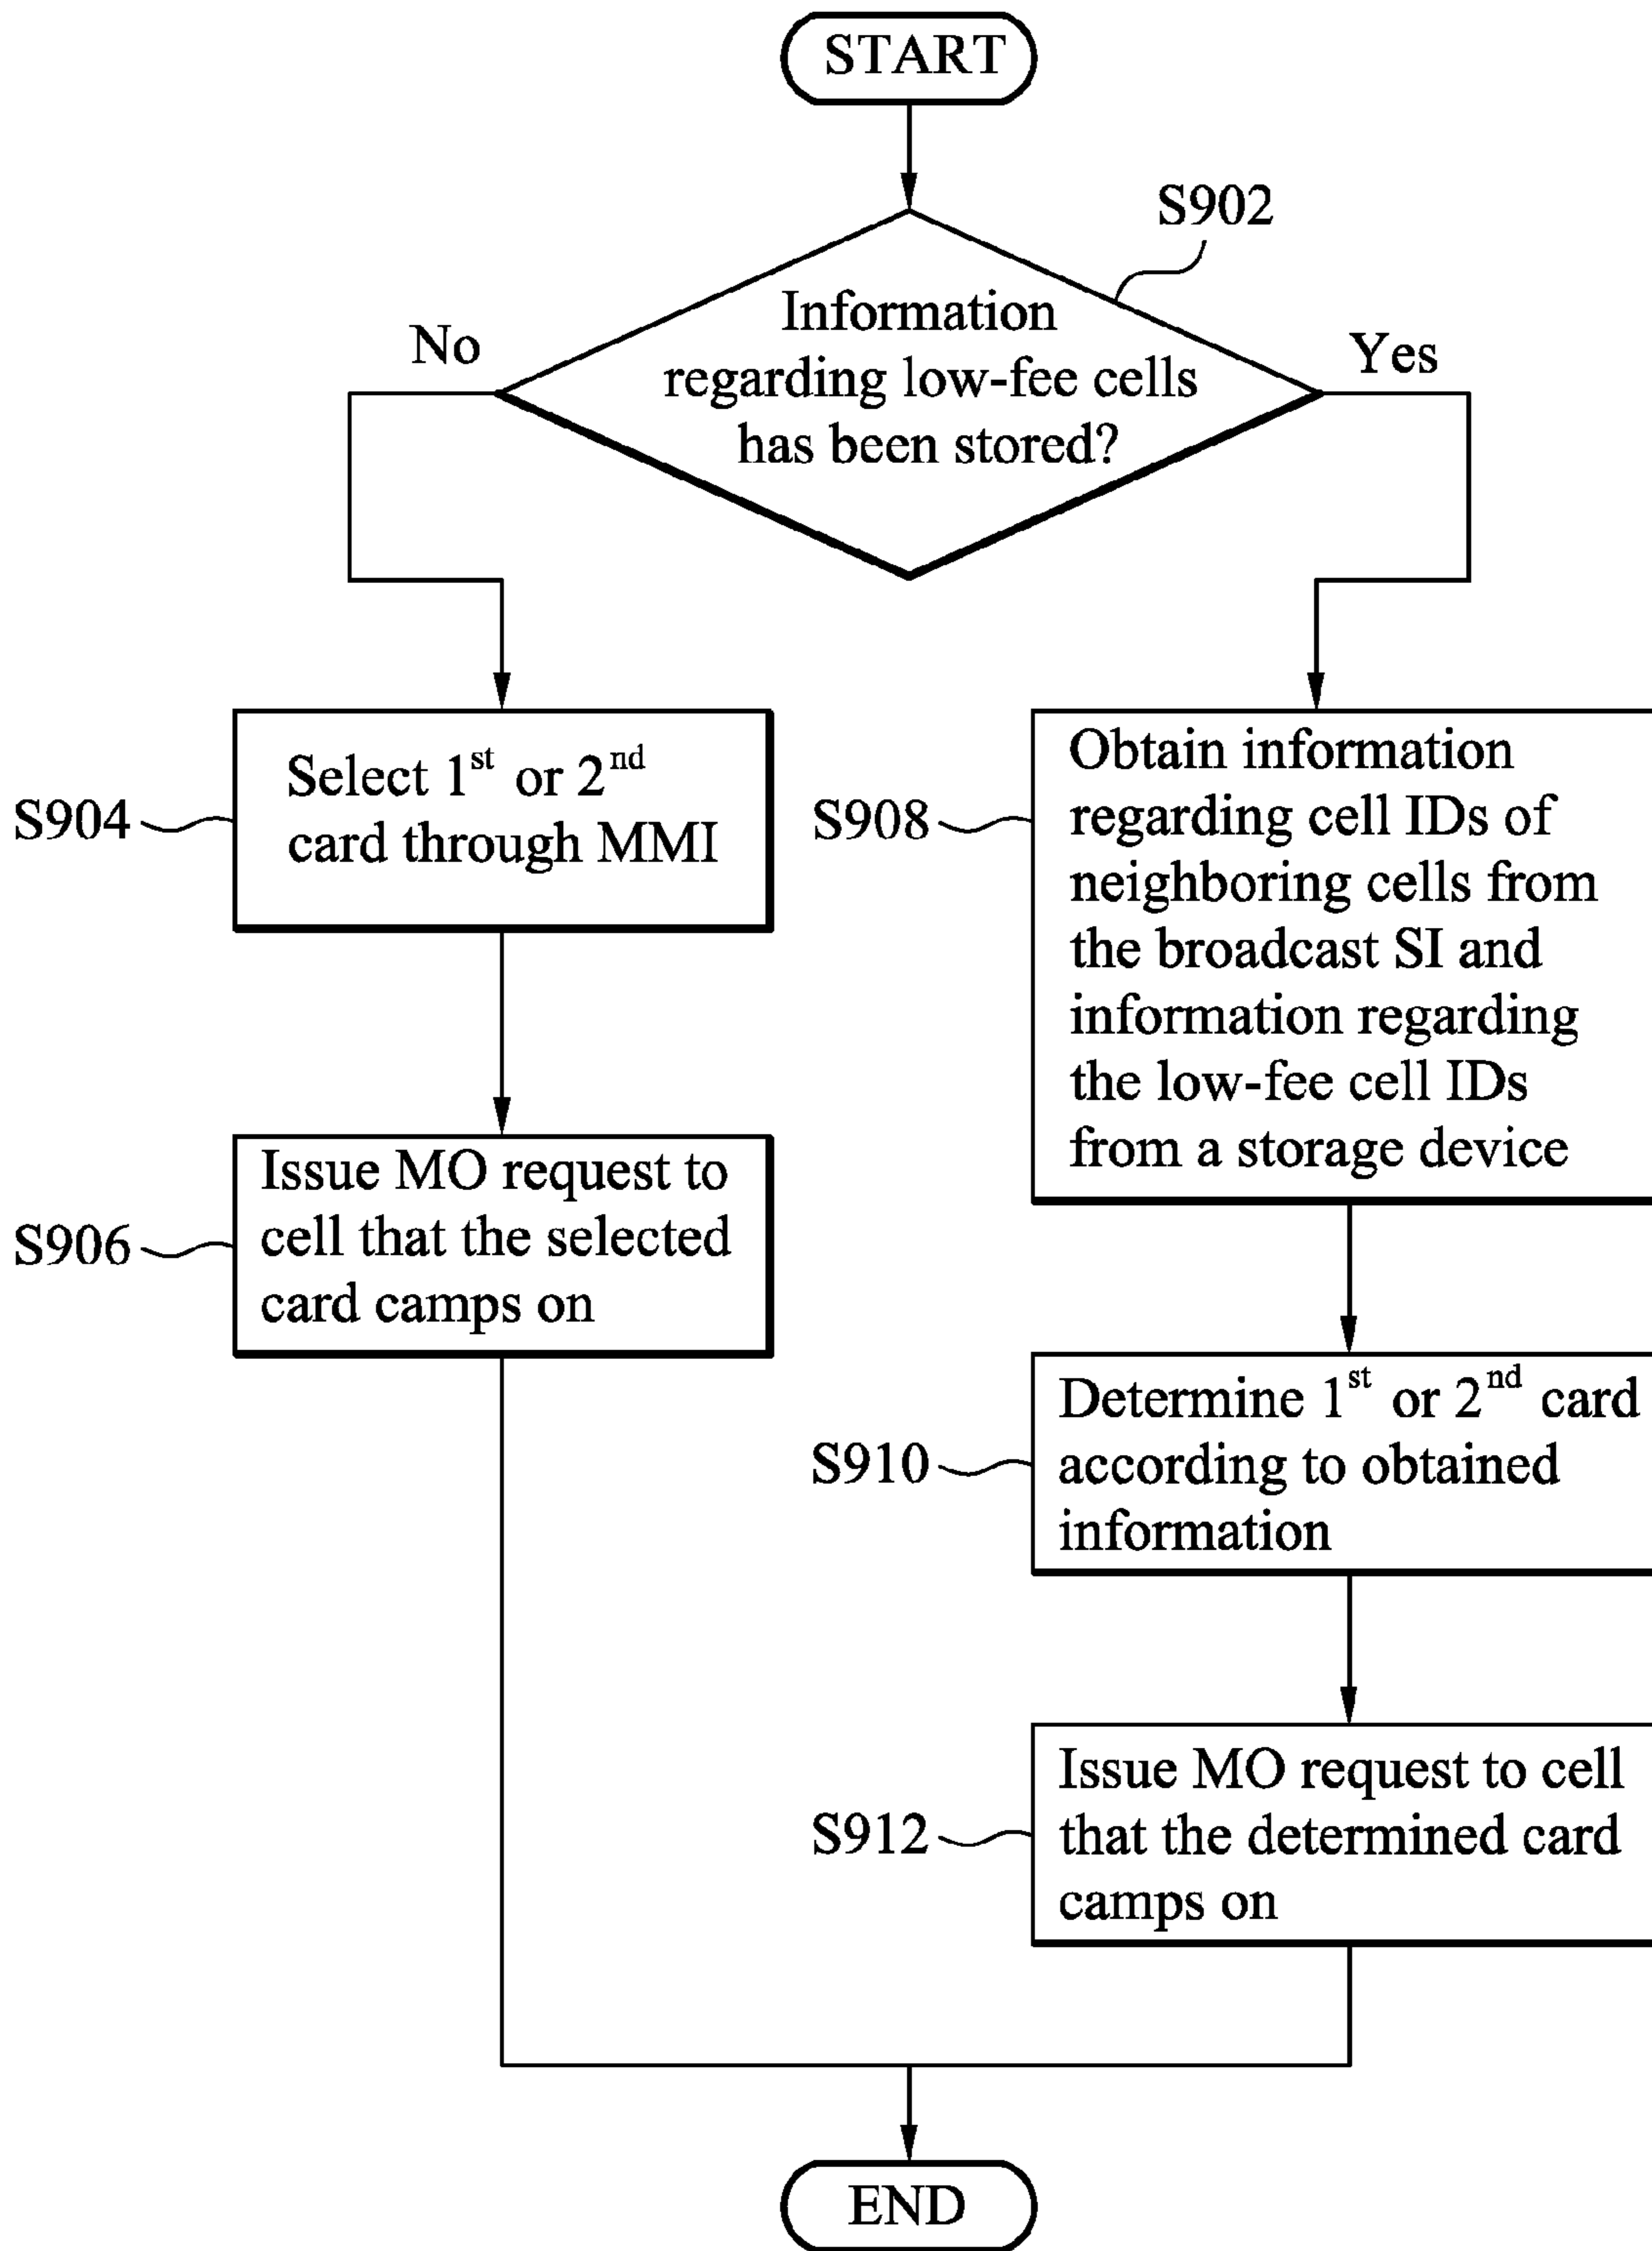 START
S902
Information
regarding low-fee cells
has been stored?
No
Yes
S904
Select 1st or 2nd
card through MMI
S906
Issue MO request to
cell that the selected
card camps on
S908
Obtain information
regarding cell IDs of
neighboring cells from
the broadcast SI and
information regarding
the low-fee cell IDs
from a storage device
S910
Determine 1st or 2nd card
according to obtained
information
S912
Issue MO request to cell
that the determined card
camps on
END